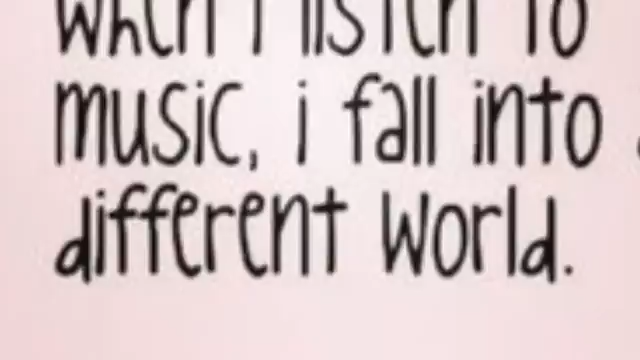 when i listen to
music, i fall into a
different world.